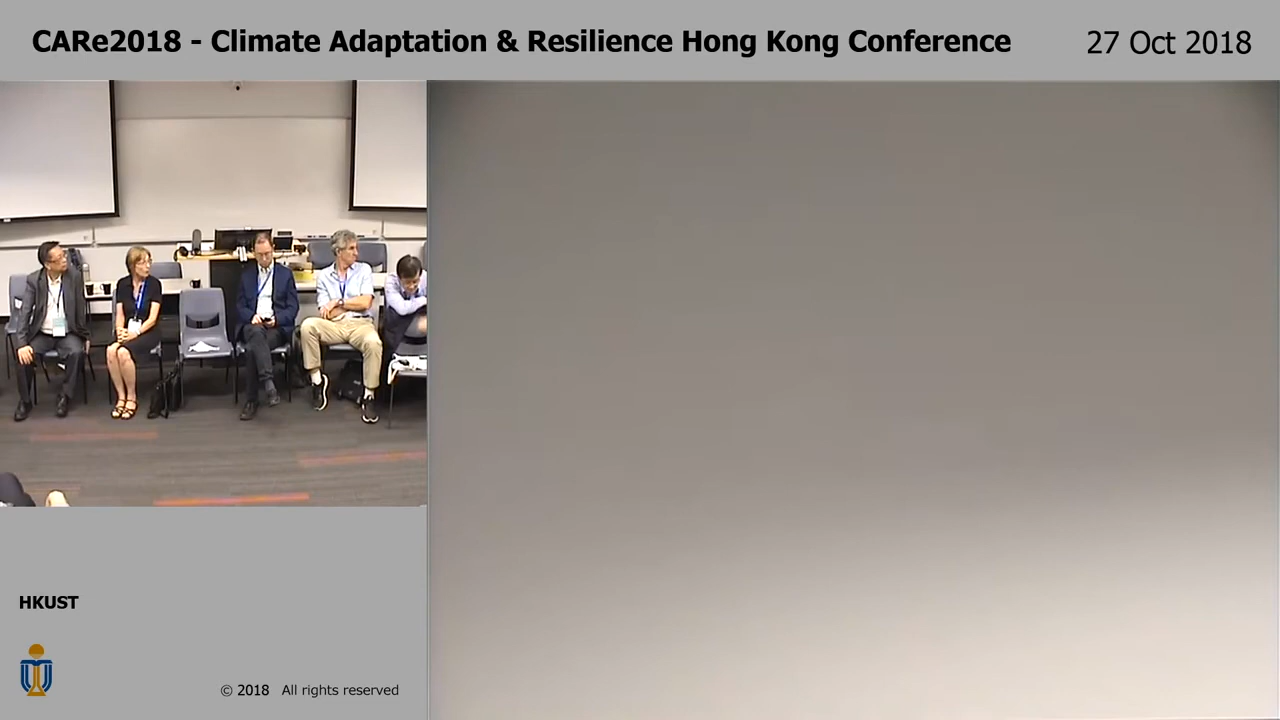 CARe2018 - Climate Adaptation & Resilience Hong Kong Conference
27 Oct 2018
HKUST
© 2018 All rights reserved